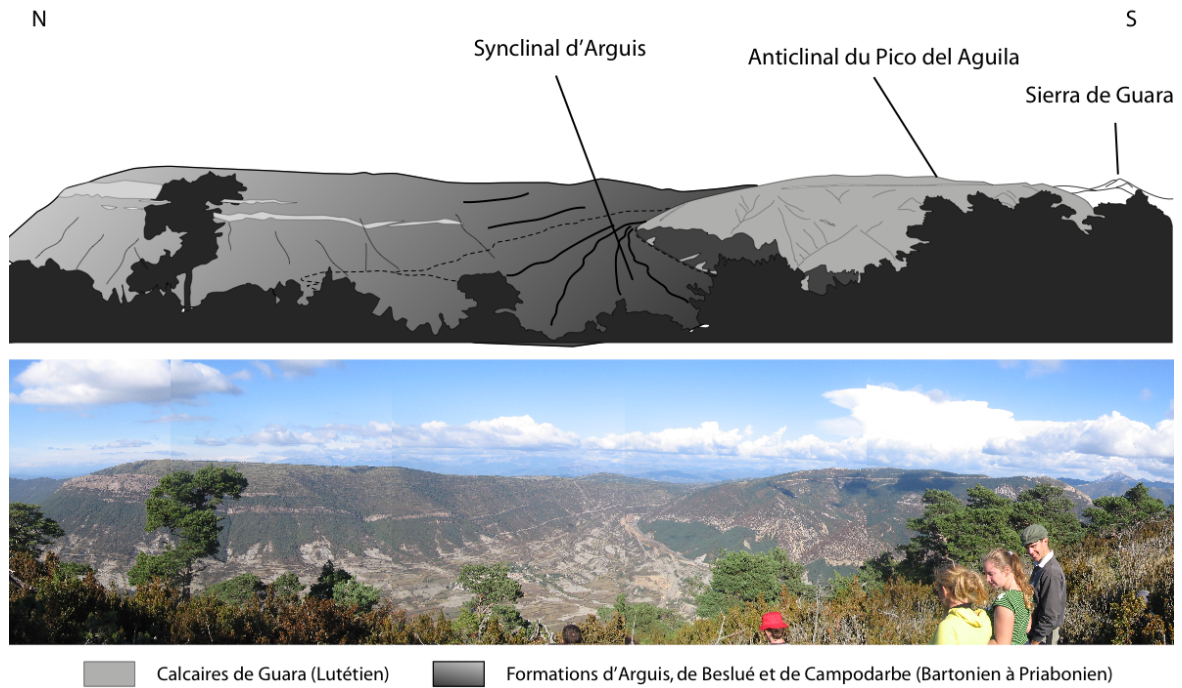 N
S
Synclinal d'Arguis
Anticlinal du Pico del Aguila
Sierra de Guara
Calcaires de Guara (Lutétien)
Formations d'Arguis, de Beslué et de Campodarbe (Bartonien à Priabonien)